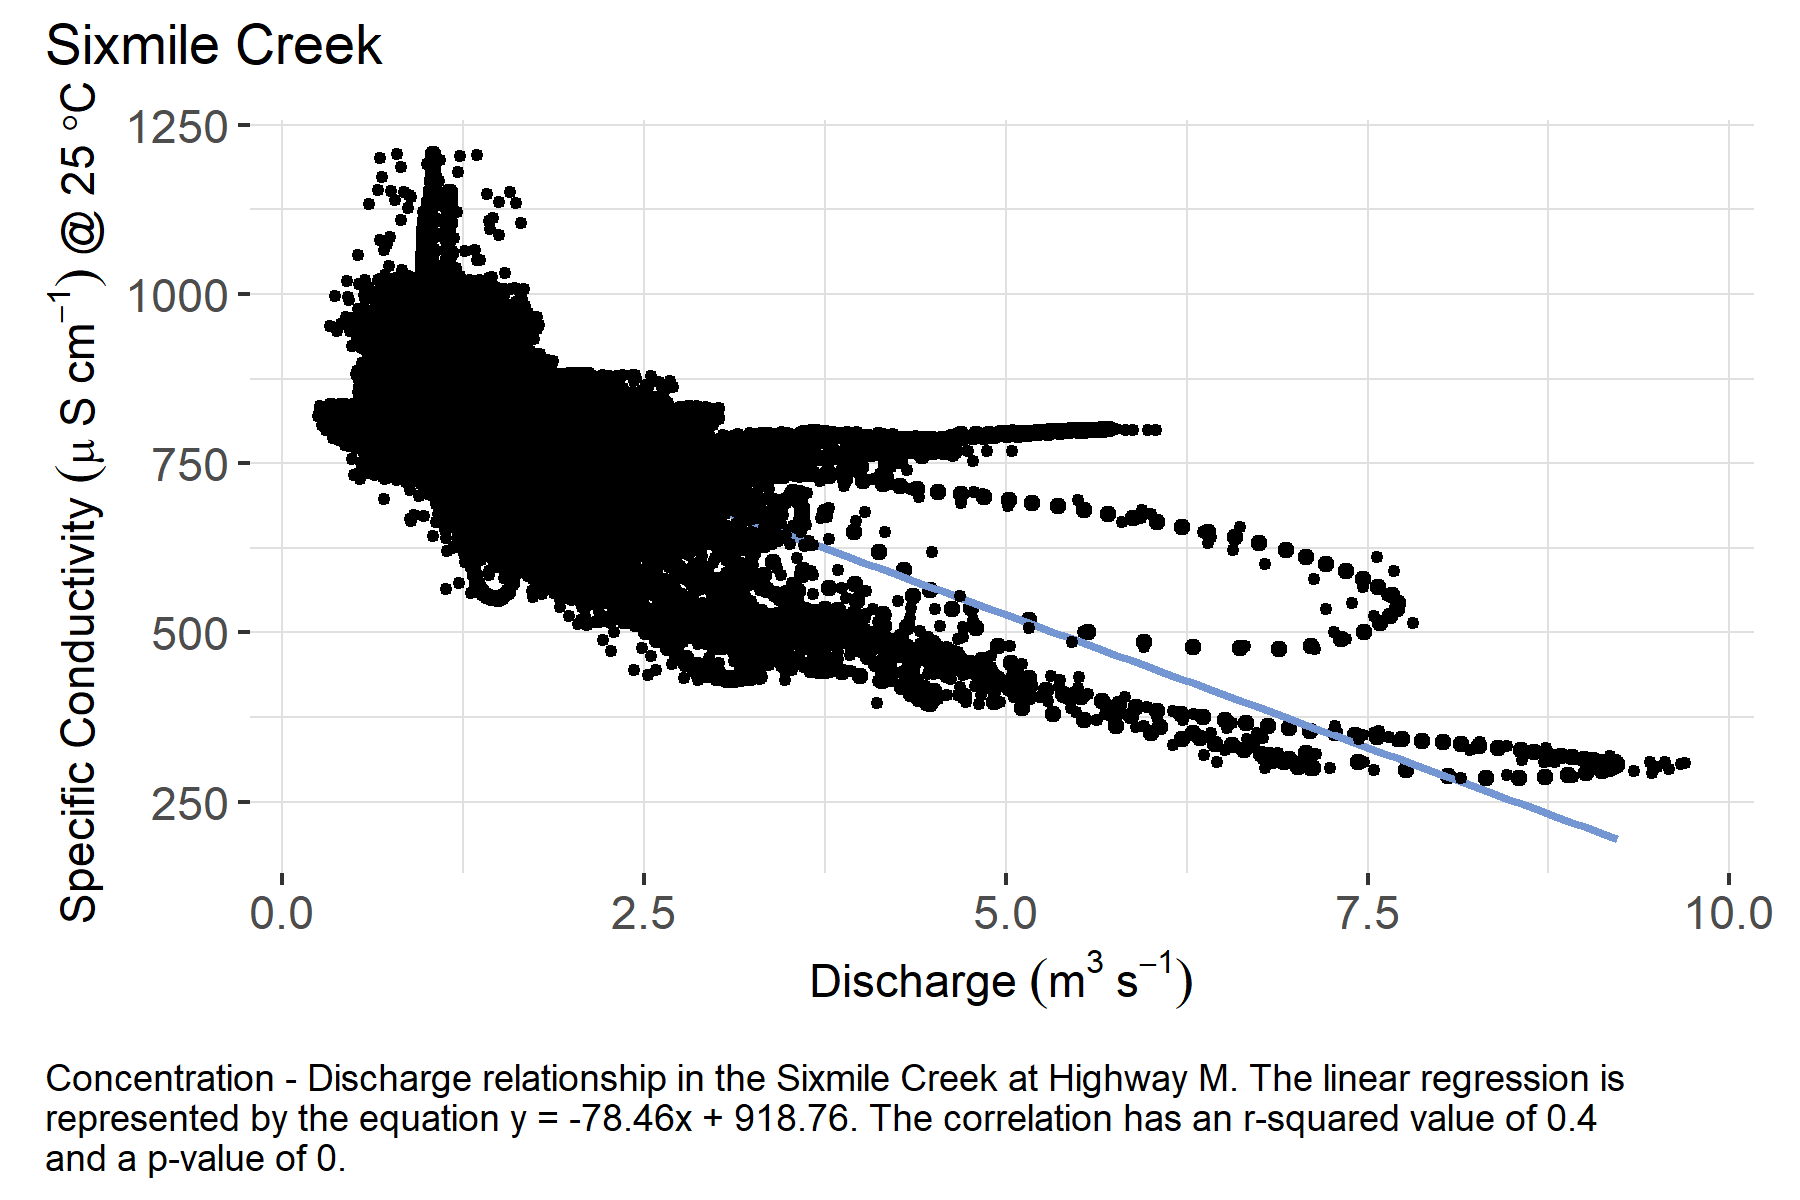 Sixmile Creek
Specific Conductivity (μ S cm⁻¹) @ 25 °C
1250
1000
750
500
250
0.0 2.5 5.0 7.5 10.0
Discharge (m³ s⁻¹)
Concentration - Discharge relationship in the Sixmile Creek at Highway M. The linear regression is
represented by the equation y = -78.46x + 918.76. The correlation has an r-squared value of 0.4
and a p-value of 0.